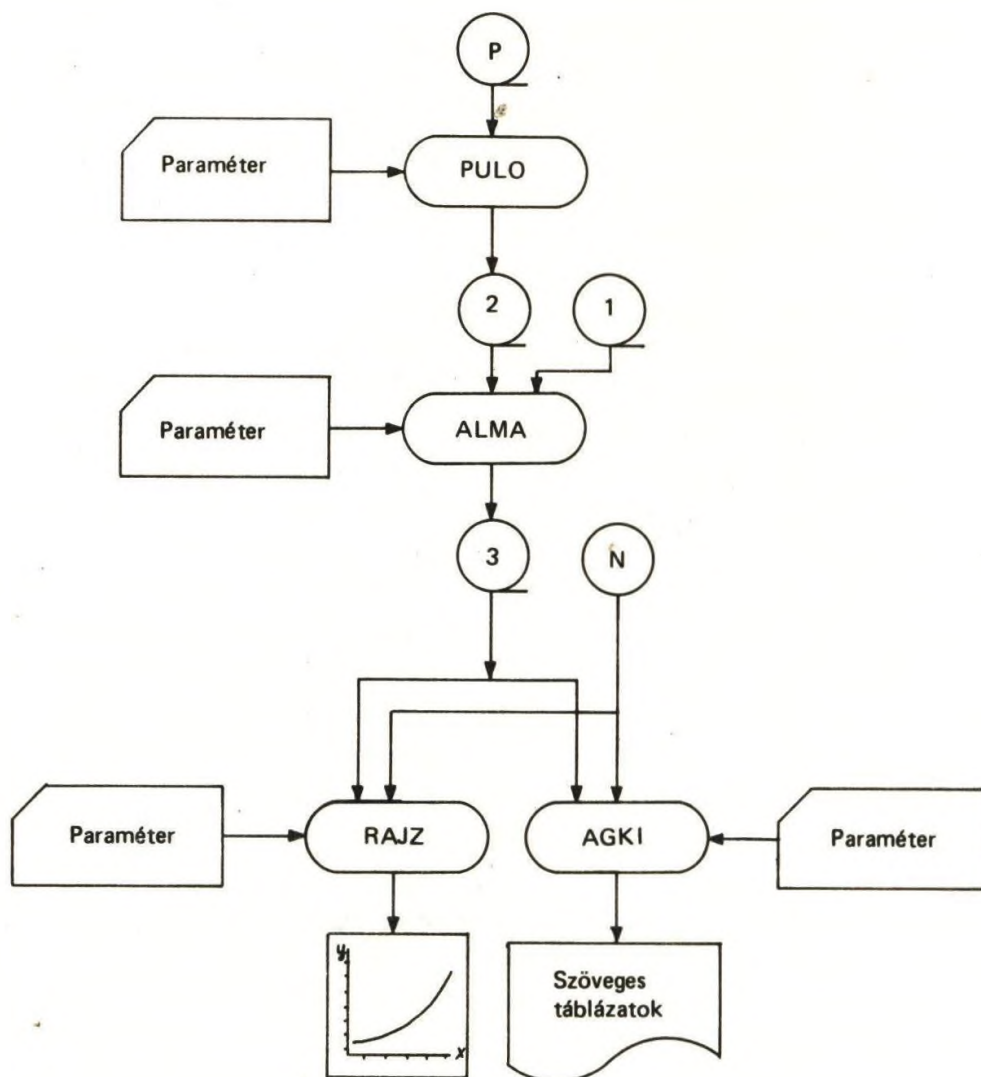 P
Paraméter
PULO
2
1
Paraméter
ALMA
3
N
Paraméter
RAJZ
AGKI
Paraméter
y
x
Szöveges
táblázatok